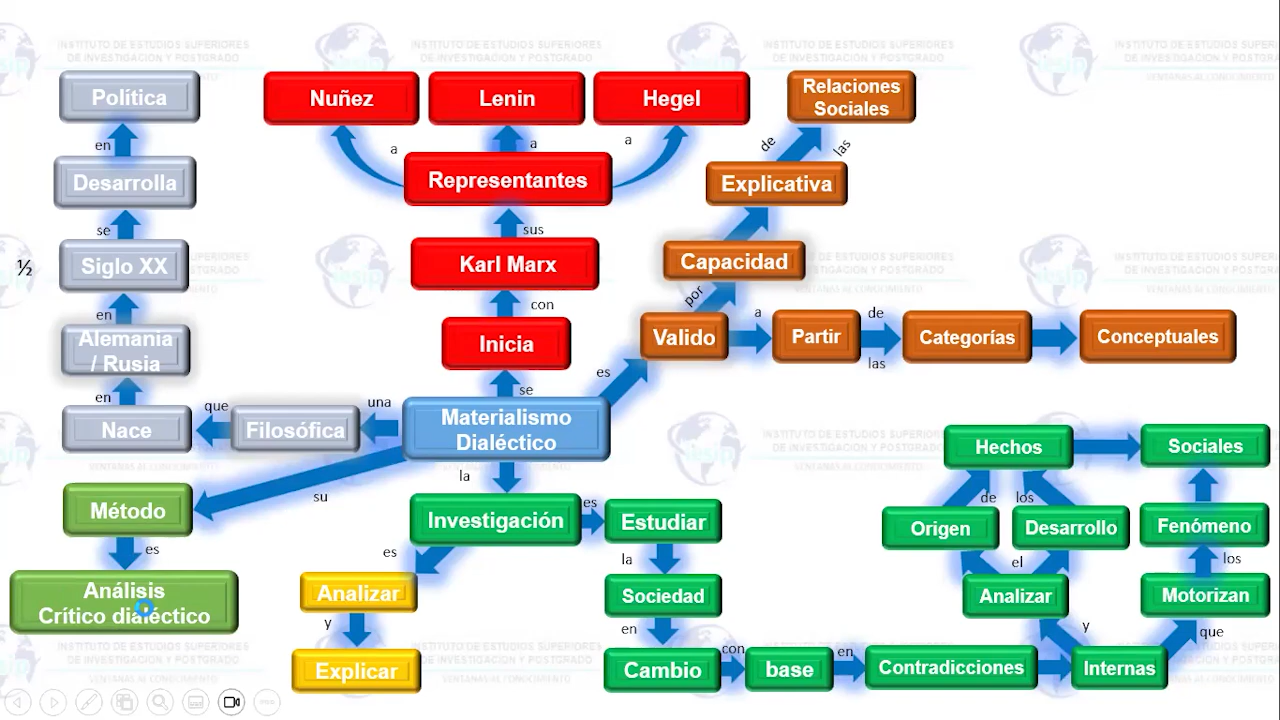 INSTITUTO DE ESTUDIOS SUPERIORES
DE INVESTIGACIÓN Y POSTGRADO
VENTANAS AL CONOCIMIENTO
iesip
Política
en
Desarrolla
se
Siglo XX
½
en
Alemania
/ Rusia
en
Nace
que
Filosófica
una
Materialismo
Dialéctico
Nuñez
Lenin
Hegel
a
a
a
Representantes
sus
Karl Marx
con
Inicia
se
Relaciones
Sociales
de
las
Explicativa
Capacidad
por
Valido
es
a
Partir
de
las
Categorías
Conceptuales
su
Método
es
Análisis
Crítico dialéctico
la
Investigación
es
Estudiar
es
Analizar
y
Explicar
la
Sociedad
en
Cambio
con
base
en
Contradicciones
Internas
y
que
Analizar
el
Origen
Desarrollo
de
los
Hechos
Sociales
Fenómeno
los
Motorizan